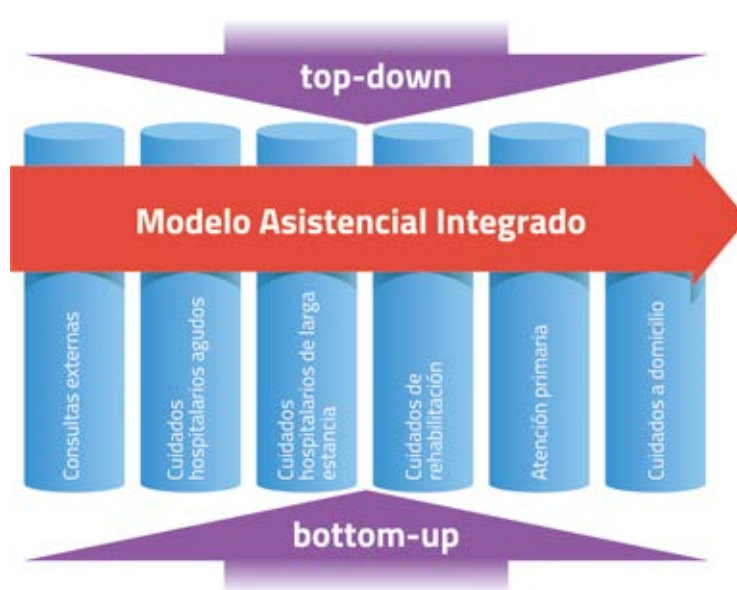 top-down
Modelo Asistencial Integrado
Consultas externas
Cuidados
hospitalarios agudos
Cuidados
hospitalarios de larga
estancia
Cuidados de
rehabilitación
Atención primaria
Cuidados a domicilio
bottom-up